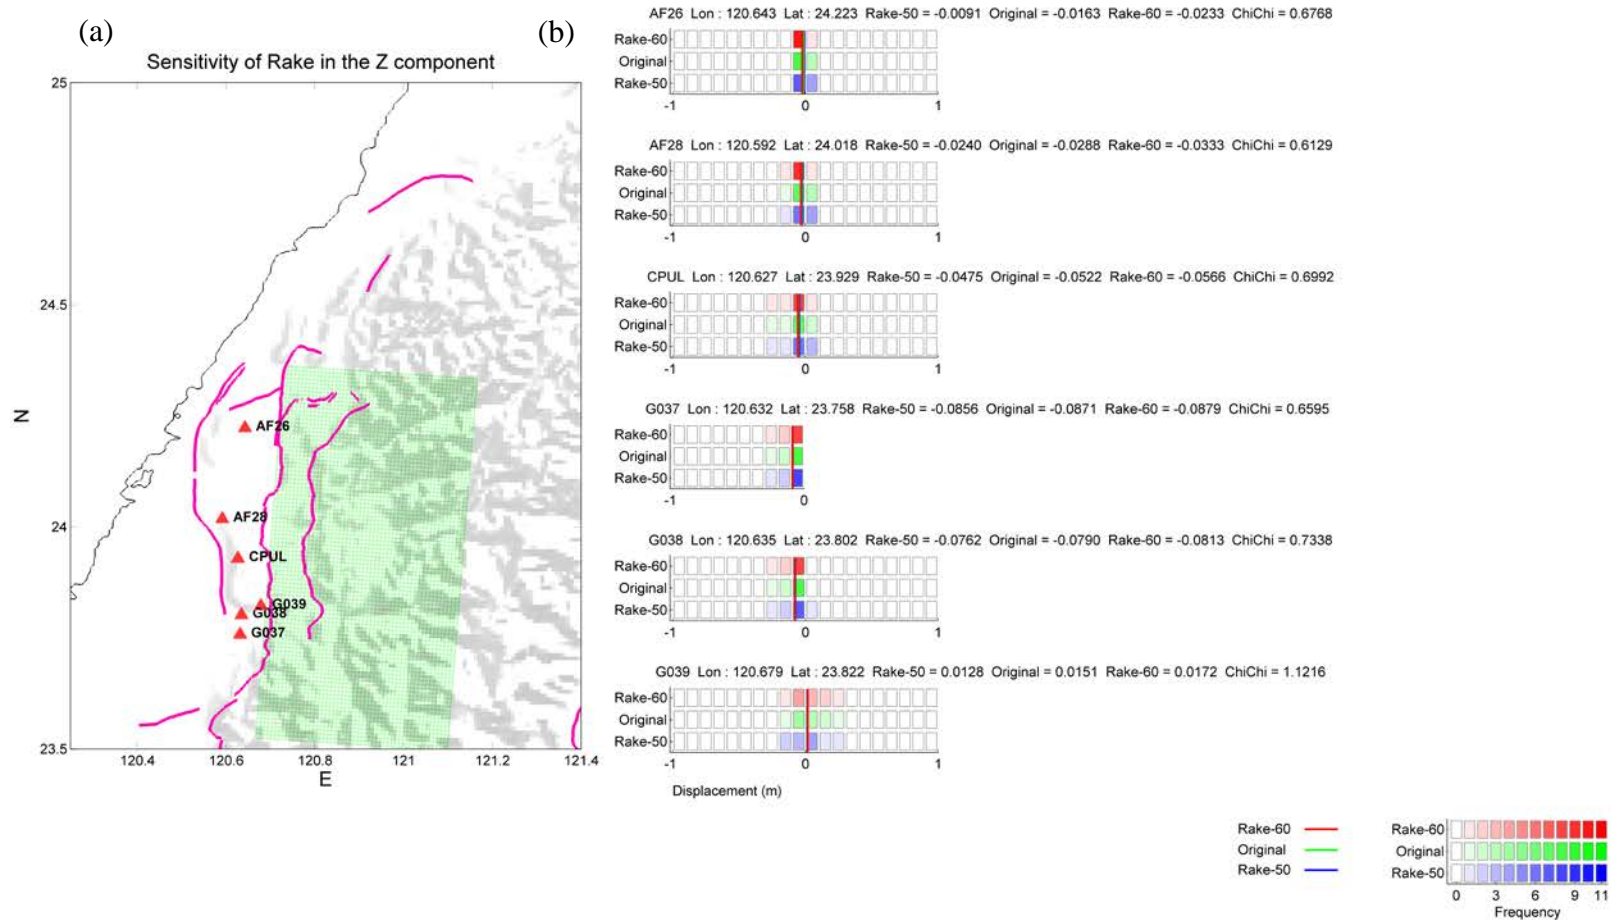 (a)
Sensitivity of Rake in the Z component
25
24.5
24
23.5
N
120.4 120.6 120.8 121 121.2 121.4
E
AF26
AF28
CPUL
G039
G038
G037
(b)
AF26 Lon : 120.643 Lat : 24.223 Rake-50 = -0.0091 Original = -0.0163 Rake-60 = -0.0233 ChiChi = 0.6768
Rake-60
Original
Rake-50
-1 0 1
AF28 Lon : 120.592 Lat : 24.018 Rake-50 = -0.0240 Original = -0.0288 Rake-60 = -0.0333 ChiChi = 0.6129
Rake-60
Original
Rake-50
-1 0 1
CPUL Lon : 120.627 Lat : 23.929 Rake-50 = -0.0475 Original = -0.0522 Rake-60 = -0.0566 ChiChi = 0.6992
Rake-60
Original
Rake-50
-1 0 1
G037 Lon : 120.632 Lat : 23.758 Rake-50 = -0.0856 Original = -0.0871 Rake-60 = -0.0879 ChiChi = 0.6595
Rake-60
Original
Rake-50
-1 0
G038 Lon : 120.635 Lat : 23.802 Rake-50 = -0.0762 Original = -0.0790 Rake-60 = -0.0813 ChiChi = 0.7338
Rake-60
Original
Rake-50
-1 0 1
G039 Lon : 120.679 Lat : 23.822 Rake-50 = 0.0128 Original = 0.0151 Rake-60 = 0.0172 ChiChi = 1.1216
Rake-60
Original
Rake-50
-1 0 1
Displacement (m)
Rake-60
Original
Rake-50
Rake-60
Original
Rake-50
0 3 6 9 11
Frequency